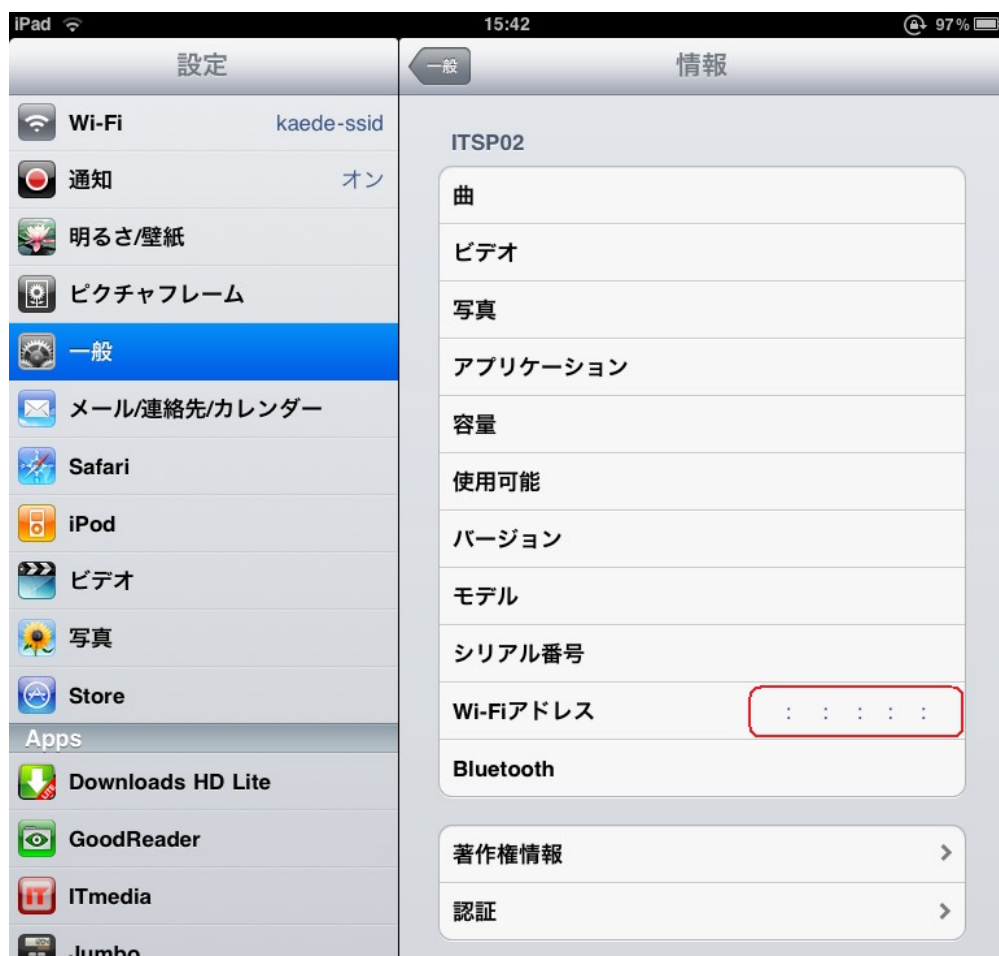 iPad 15:42 97%
設定
Wi-Fi kaede-ssid
通知 オン
明るさ/壁紙
ピクチャフレーム
一般
メール/連絡先/カレンダー
Safari
iPod
ビデオ
写真
Store
Apps
Downloads HD Lite
GoodReader
ITmedia
Jumbo
一般 情報
ITSP02
曲
ビデオ
写真
アプリケーション
容量
使用可能
バージョン
モデル
シリアル番号
Wi-Fiアドレス : : : : :
Bluetooth
著作権情報
認証